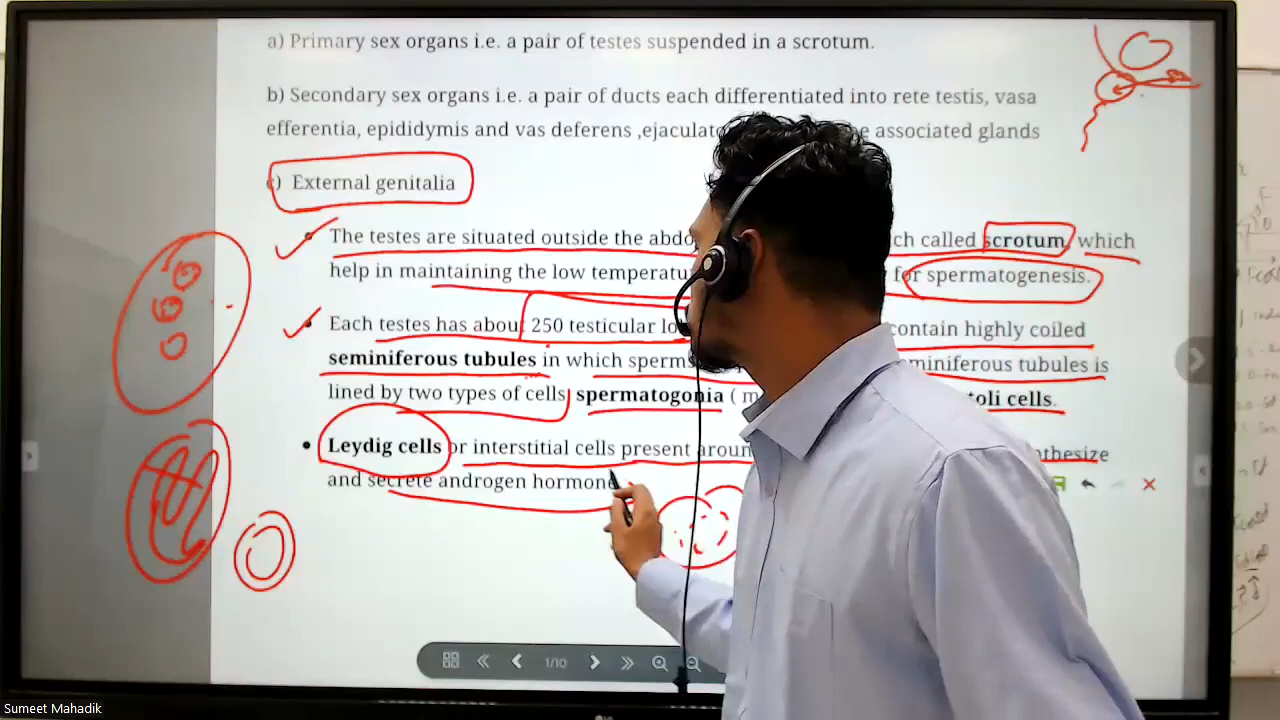 a) Primary sex organs i.e. a pair of testes suspended in a scrotum.
b) Secondary sex organs i.e. a pair of ducts each differentiated into rete testis, vasa
efferentia, epididymis and vas deferens ,ejaculato e associated glands
c) External genitalia
• The testes are situated outside the abdo ch called scrotum, which
help in maintaining the low temperatu for spermatogenesis.
• Each testes has about 250 testicular lo contain highly coiled
seminiferous tubules in which sperms miniferous tubules is
lined by two types of cells spermatogonia ( m toli cells.
• Leydig cells or interstitial cells present aroun nthesize
and secrete androgen hormon
1/10
Sumeet Mahadik